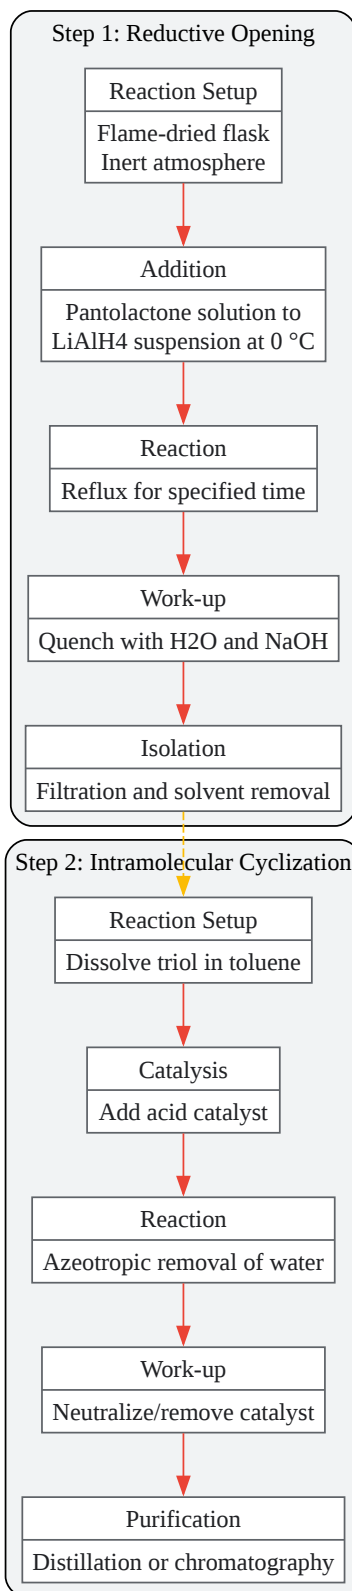 Step 1: Reductive Opening
Reaction Setup
Flame-dried flask
Inert atmosphere
Addition
Pantolactone solution to
LiAlH4 suspension at 0 °C
Reaction
Reflux for specified time
Work-up
Quench with H2O and NaOH
Isolation
Filtration and solvent removal
Step 2: Intramolecular Cyclization
Reaction Setup
Dissolve triol in toluene
Catalysis
Add acid catalyst
Reaction
Azeotropic removal of water
Work-up
Neutralize/remove catalyst
Purification
Distillation or chromatography